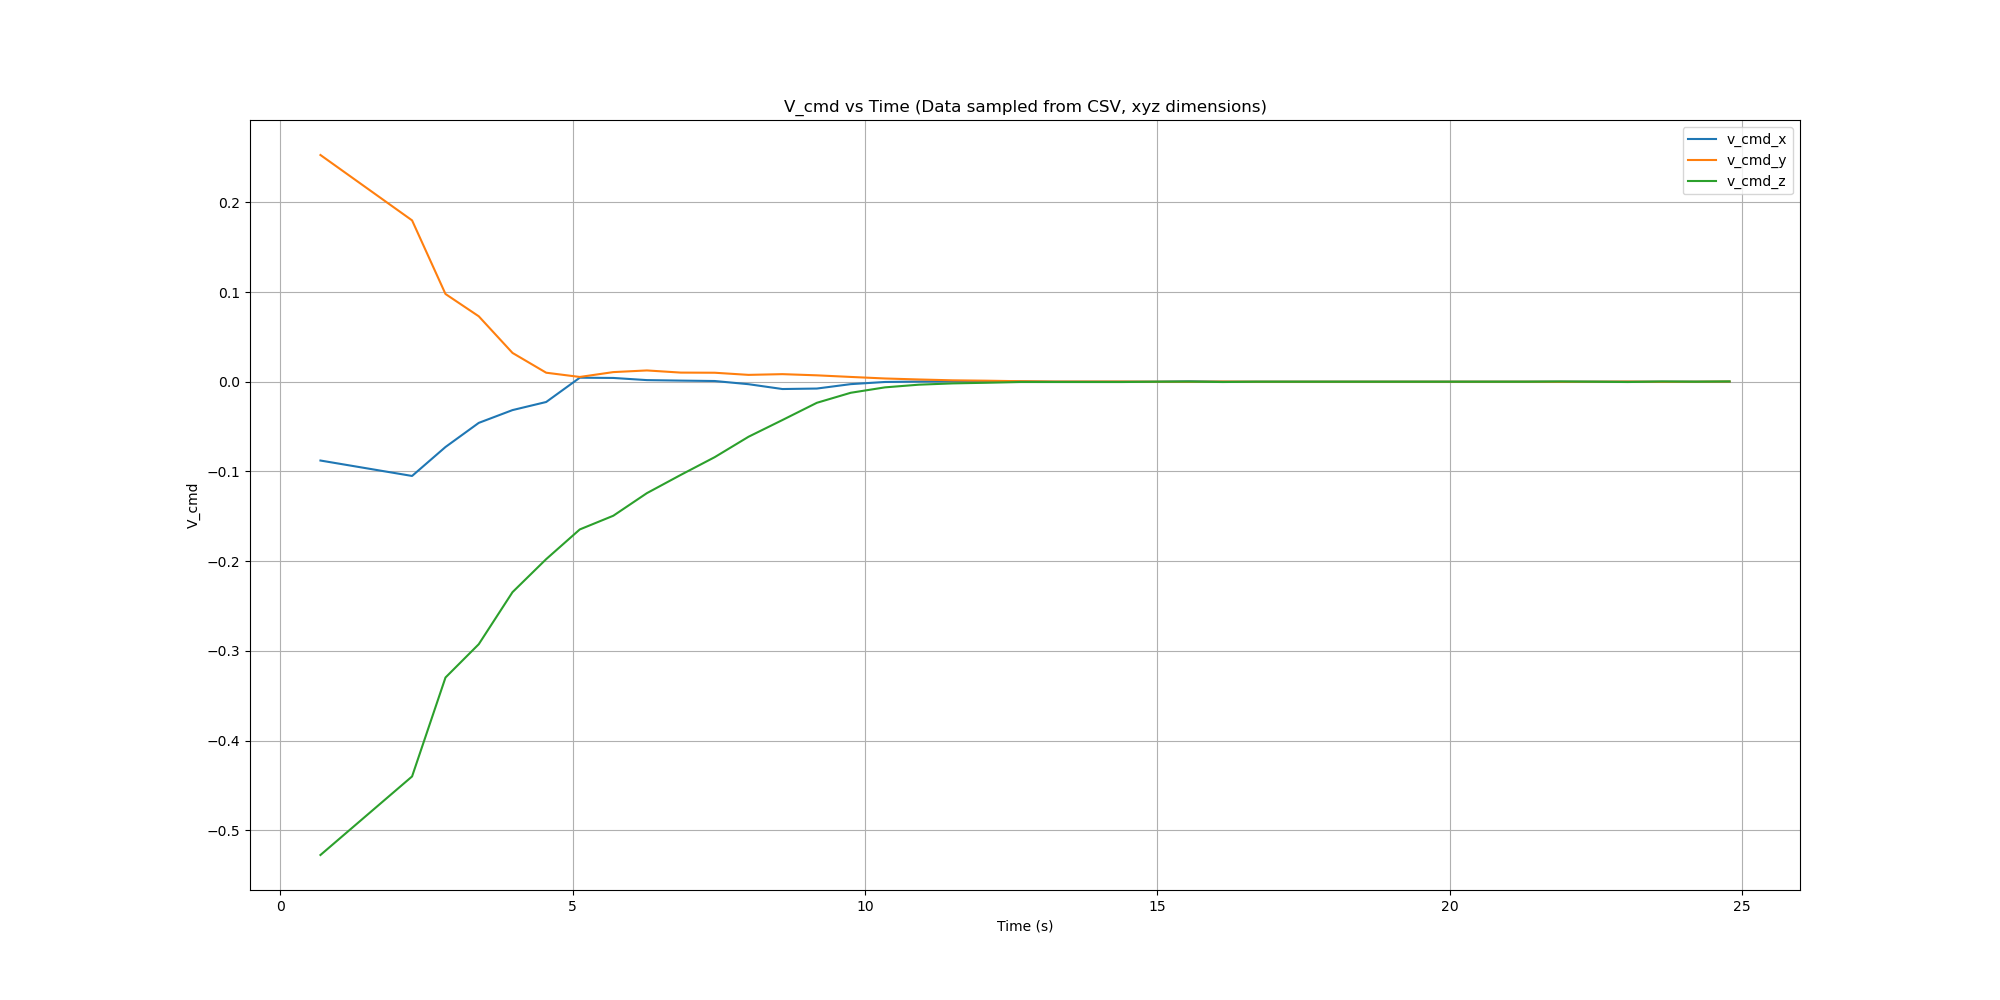 V_cmd vs Time (Data sampled from CSV, xyz dimensions)
v_cmd_x
v_cmd_y
v_cmd_z
0.2
0.1
0.0
−0.1
−0.2
−0.3
−0.4
−0.5
V_cmd
0 5 10 15 20 25
Time (s)